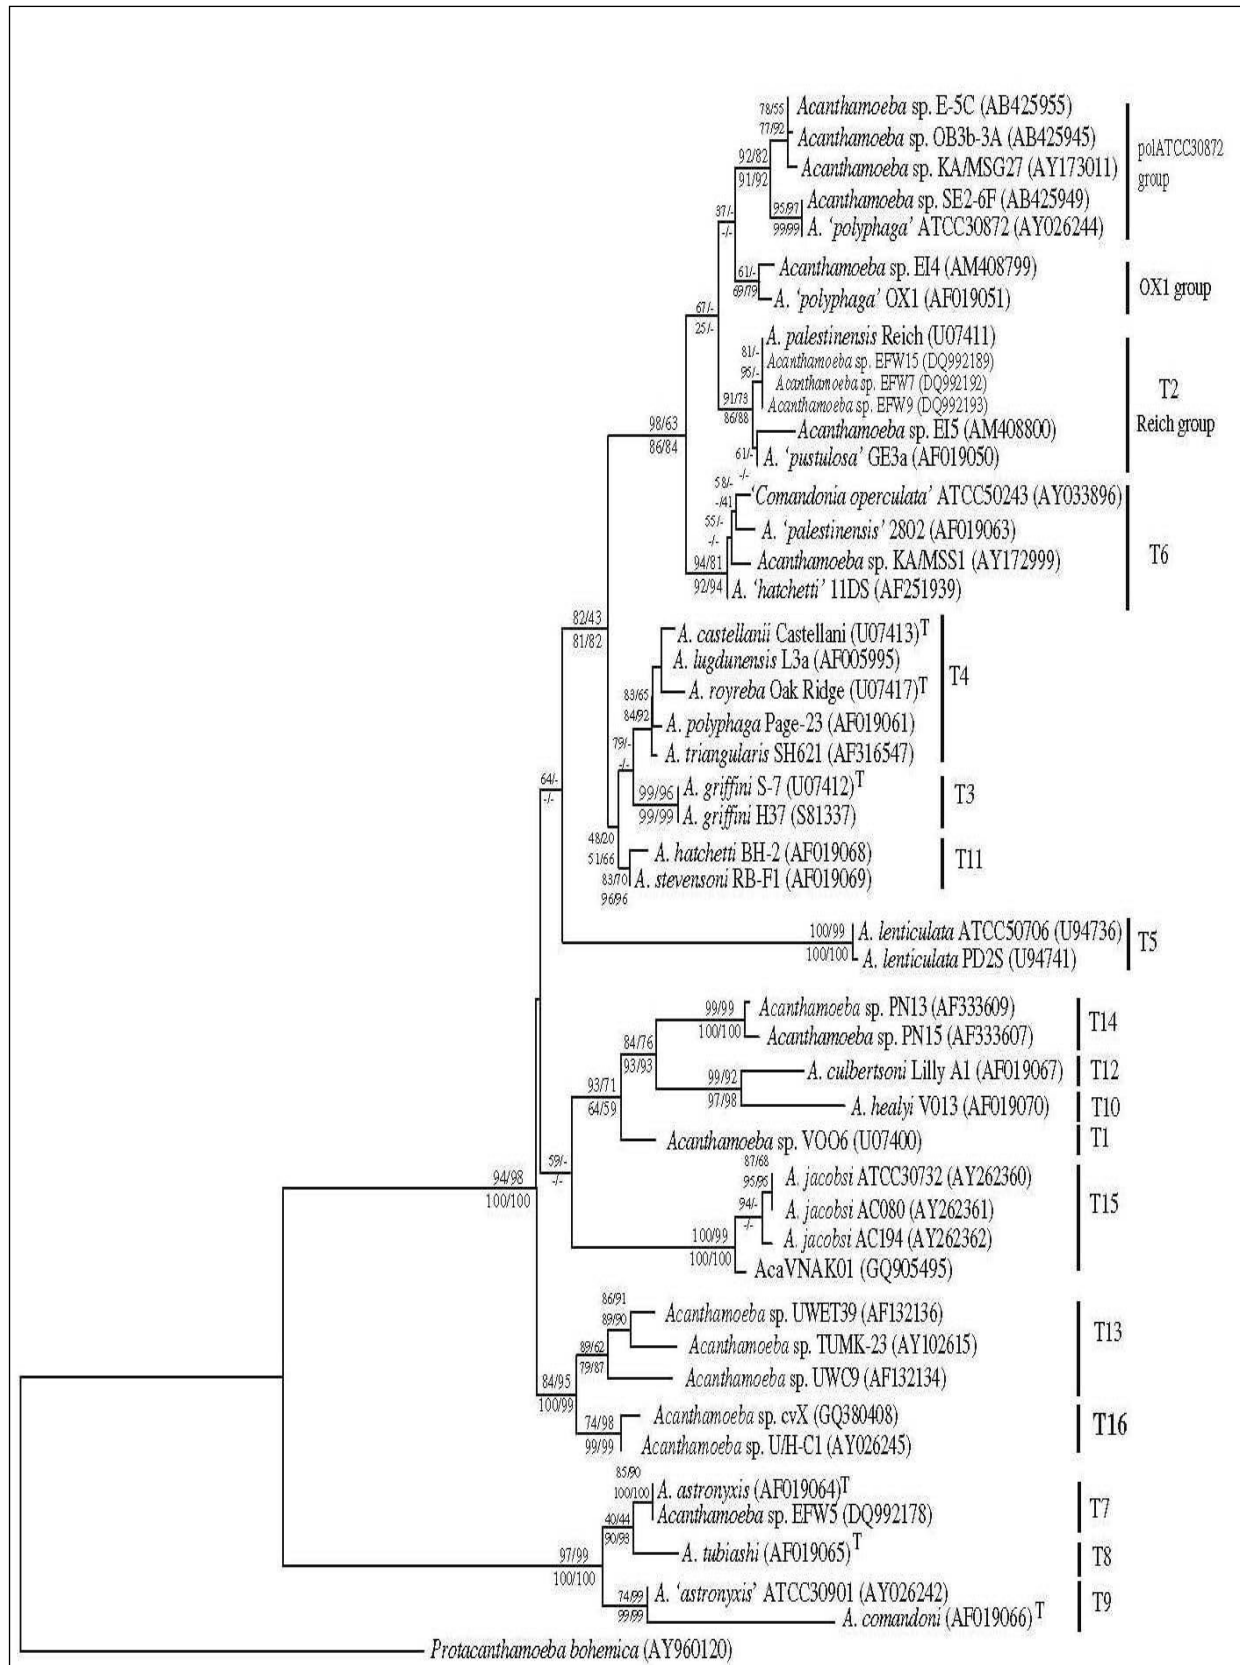 78/55
Acanthamoeba sp. E-5C (AB425955)
77/92
Acanthamoeba sp. OB3b-3A (AB425945)
92/82
91/92
Acanthamoeba sp. KA/MSG27 (AY173011)
polATCC30872
group
Acanthamoeba sp. SE2-6F (AB425949)
95/97
99/99
A. ‘polyphaga’ ATCC30872 (AY026244)
37/-
-/-
Acanthamoeba sp. EI4 (AM408799)
61/-
69/79
A. ‘polyphaga’ OX1 (AF019051)
OX1 group
67/-
25/-
A. palestinensis Reich (U07411)
81/-
Acanthamoeba sp. EFW15 (DQ992189)
95/-
Acanthamoeba sp. EFW7 (DQ992192)
Acanthamoeba sp. EFW9 (DQ992193)
T2
Reich group
91/73
86/88
Acanthamoeba sp. EI5 (AM408800)
61/-
-/-
A. ‘pustulosa’ GE3a (AF019050)
98/63
86/84
58/-
-/41
‘Comandonia operculata’ ATCC50243 (AY033896)
55/-
-/-
A. ‘palestinensis’ 2802 (AF019063)
Acanthamoeba sp. KA/MSS1 (AY172999)
T6
94/81
92/94
A. ‘hatchetti’ 11DS (AF251939)
82/43
81/82
A. castellanii Castellani (U07413)T
A. lugdunensis L3a (AF005995)
A. royreba Oak Ridge (U07417)T
T4
83/65
84/92
A. polyphaga Page-23 (AF019061)
A. triangularis SH621 (AF316547)
79/-
-/-
A. griffini S-7 (U07412)T
99/96
99/99
A. griffini H37 (S81337)
T3
64/-
-/-
48/20
51/66
A. hatchetti BH-2 (AF019068)
83/70
96/96
A. stevensoni RB-F1 (AF019069)
T11
100/99
100/100
A. lenticulata ATCC50706 (U94736)
A. lenticulata PD2S (U94741)
T5
99/99
100/100
Acanthamoeba sp. PN13 (AF333609)
Acanthamoeba sp. PN15 (AF333607)
T14
84/76
93/93
99/92
97/98
A. culbertsoni Lilly A1 (AF019067)
T12
A. healyi V013 (AF019070)
T10
93/71
64/59
Acanthamoeba sp. VOO6 (U07400)
T1
59/-
-/-
87/68
95/95
A. jacobsi ATCC30732 (AY262360)
94/-
-/-
A. jacobsi AC080 (AY262361)
A. jacobsi AC194 (AY262362)
T15
100/99
100/100
AcaVNAK01 (GQ905495)
94/98
100/100
86/91
89/90
Acanthamoeba sp. UWET39 (AF132136)
Acanthamoeba sp. TUMK-23 (AY102615)
T13
89/62
79/87
Acanthamoeba sp. UWC9 (AF132134)
84/95
100/99
74/98
99/99
Acanthamoeba sp. cvX (GQ380408)
Acanthamoeba sp. U/H-C1 (AY026245)
T16
85/90
100/100
A. astronyxis (AF019064)T
Acanthamoeba sp. EFW5 (DQ992178)
T7
40/44
90/93
A. tubiashi (AF019065)T
T8
97/99
100/100
74/99
99/99
A. ‘astronyxis’ ATCC30901 (AY026242)
A. comandoni (AF019066)T
T9
Protacanthamoeba bohemica (AY960120)